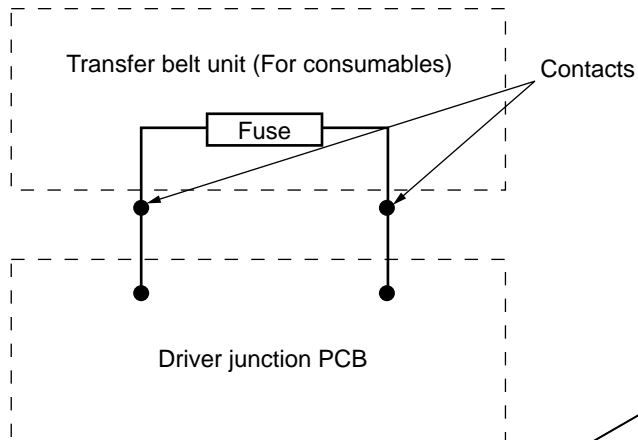 Transfer belt unit (For consumables)
Contacts
Fuse
Driver junction PCB